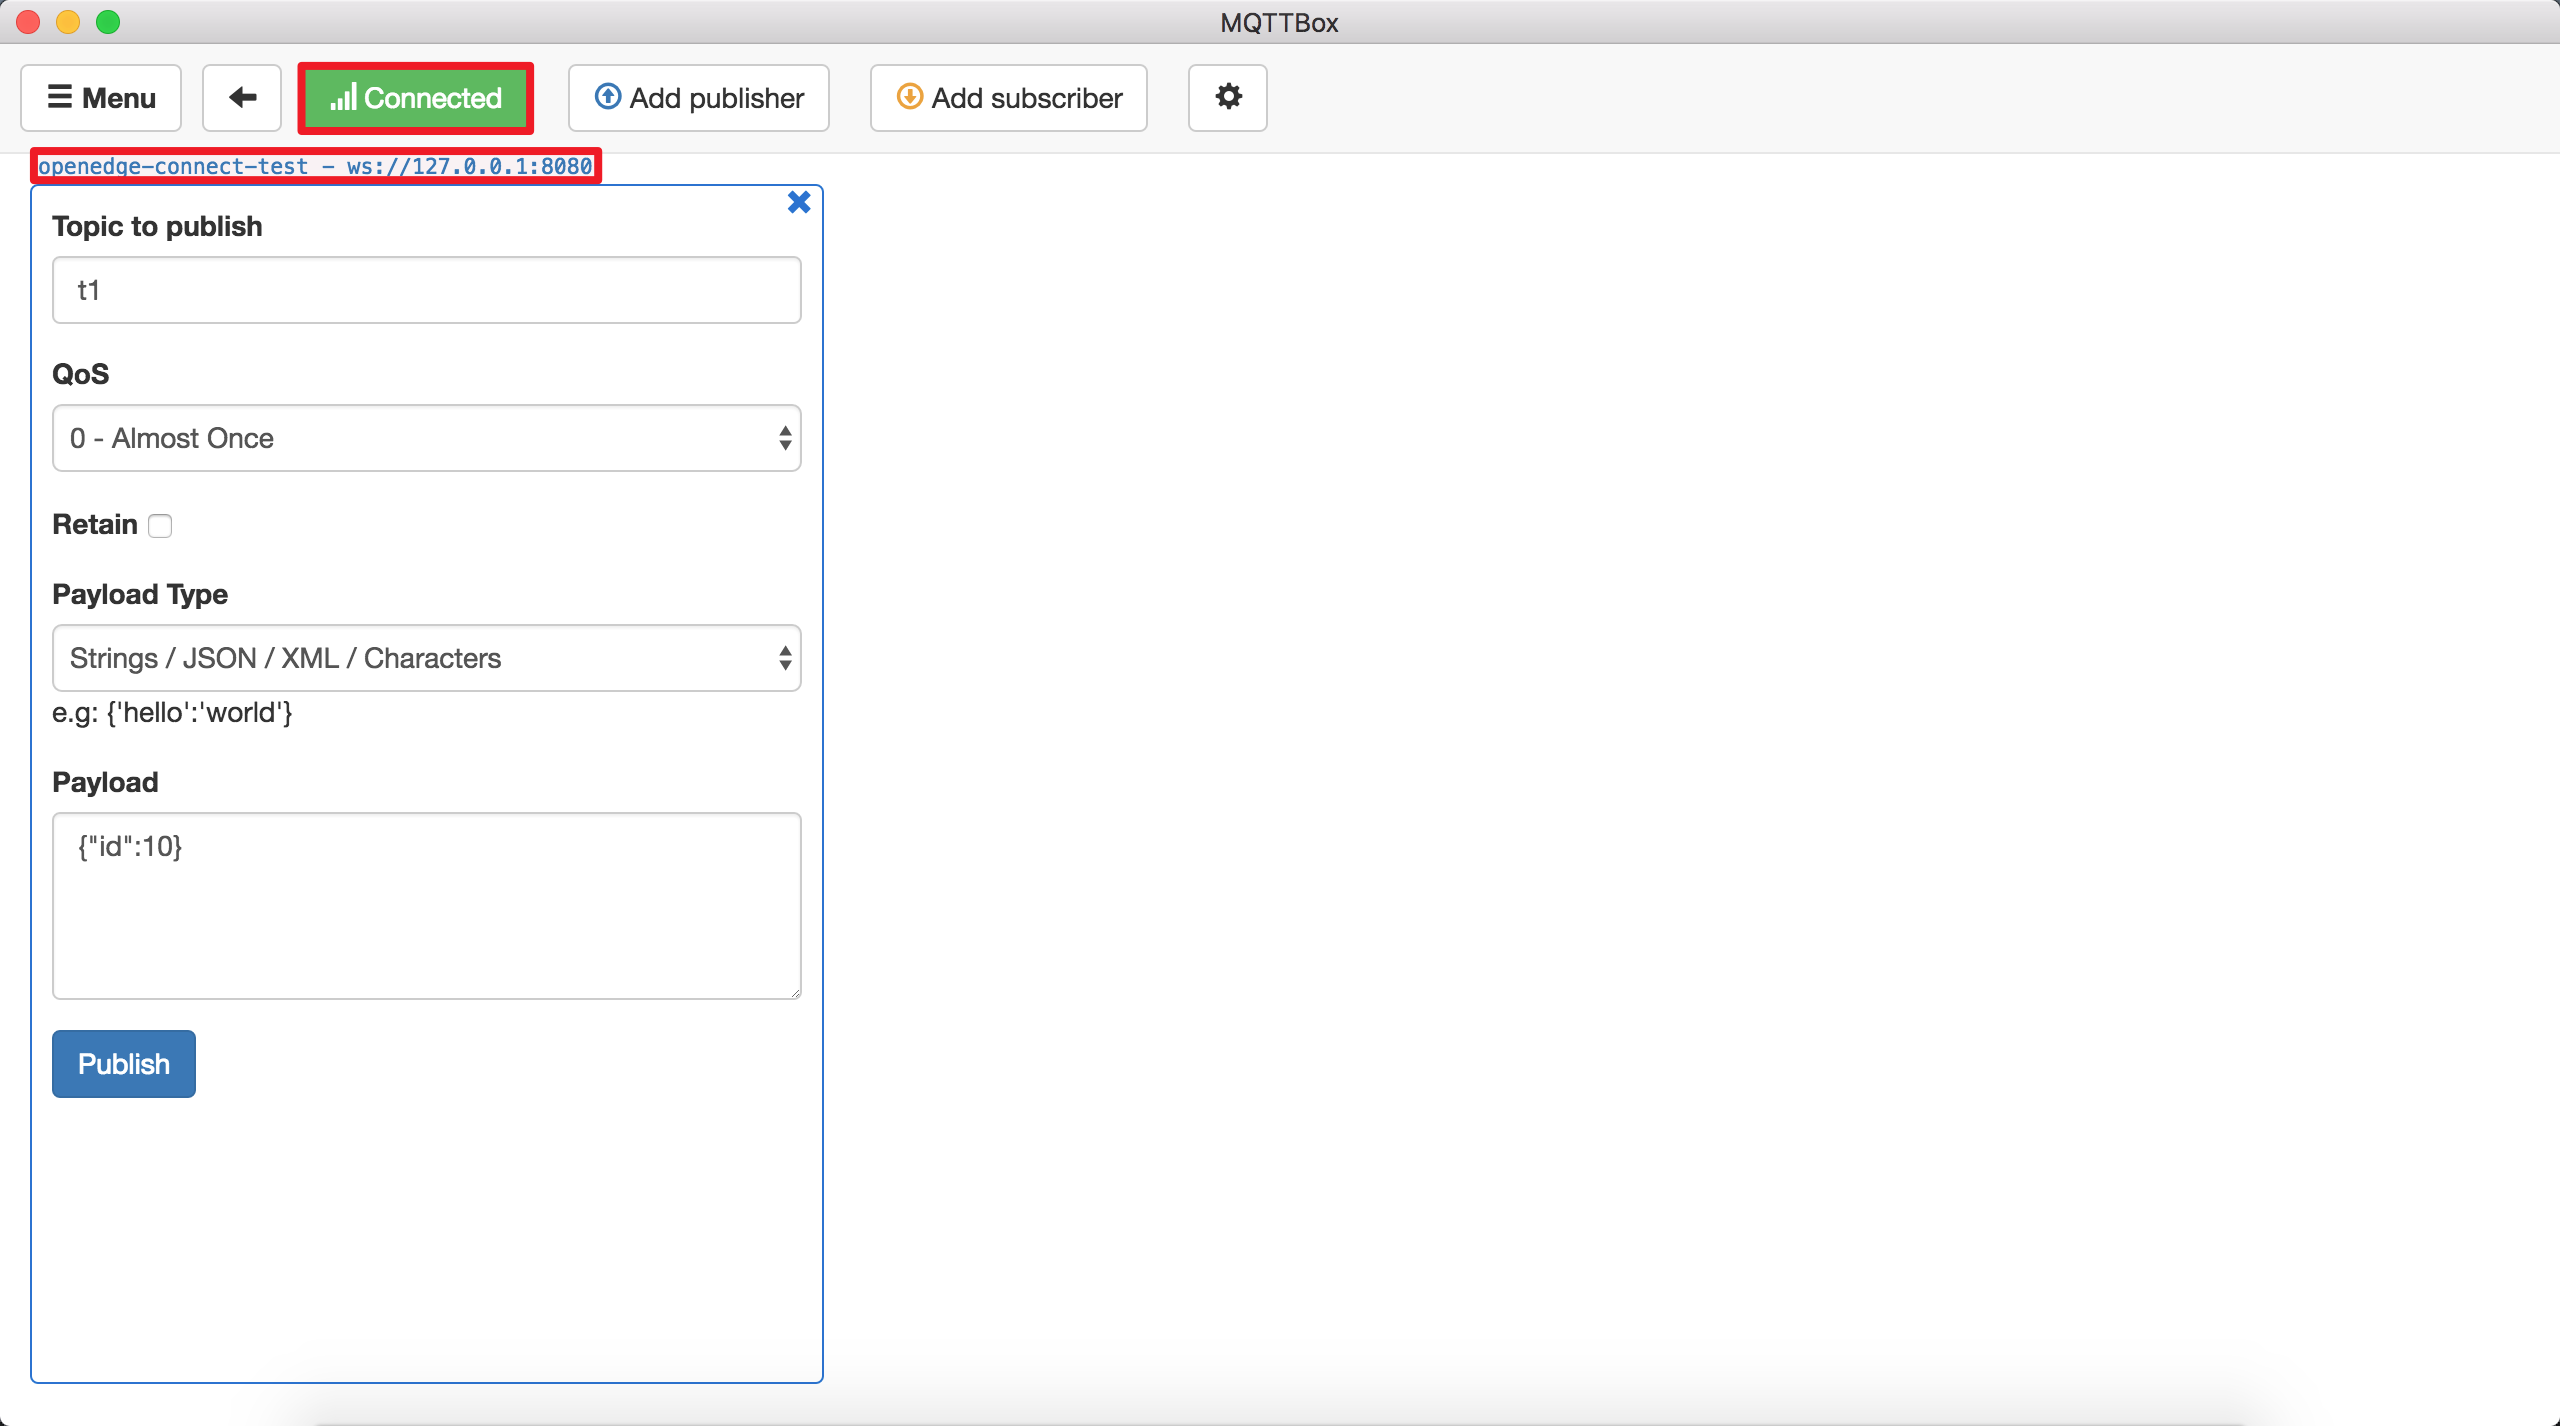 MQTTBox
Menu
Connected
Add publisher
Add subscriber
openedge-connect-test - ws://127.0.0.1:8080
Topic to publish
t1
QoS
0 - Almost Once
Retain
Payload Type
Strings / JSON / XML / Characters
e.g: {'hello':'world'}
Payload
{"id":10}
Publish